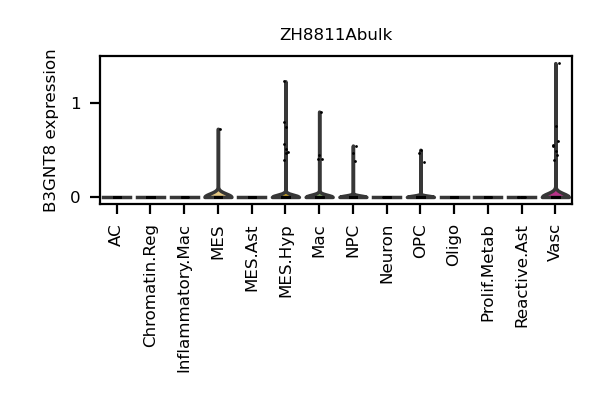 ZH8811Abulk
B3GNT8 expression
1
0
AC
Chromatin.Reg
Inflammatory.Mac
MES
MES.Ast
MES.Hyp
Mac
NPC
Neuron
OPC
Oligo
Prolif.Metab
Reactive.Ast
Vasc